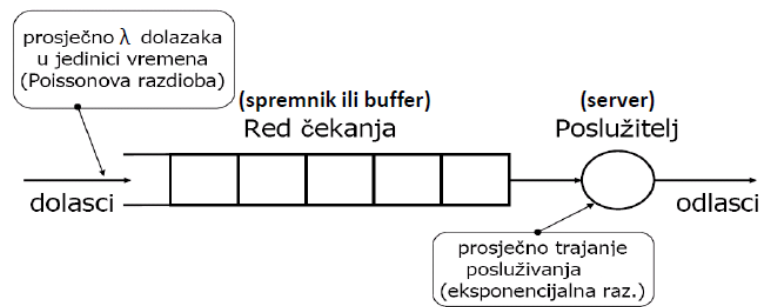 prosječno λ dolazaka
u jedinici vremena
(Poissonova razdioba)
(spremnik ili buffer)
Red čekanja
(server)
Poslužitelj
dolasci
odlasci
prosječno trajanje
posluživanja
(eksponencijalna raz.)